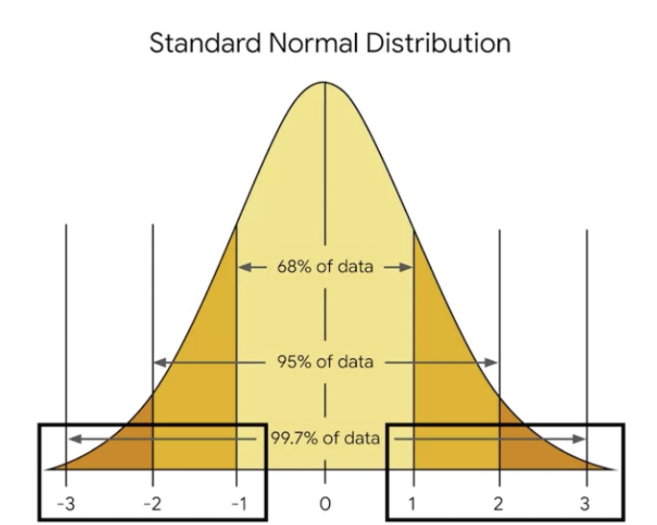 Standard Normal Distribution
68% of data
95% of data
99.7% of data
-3 -2 -1 0 1 2 3